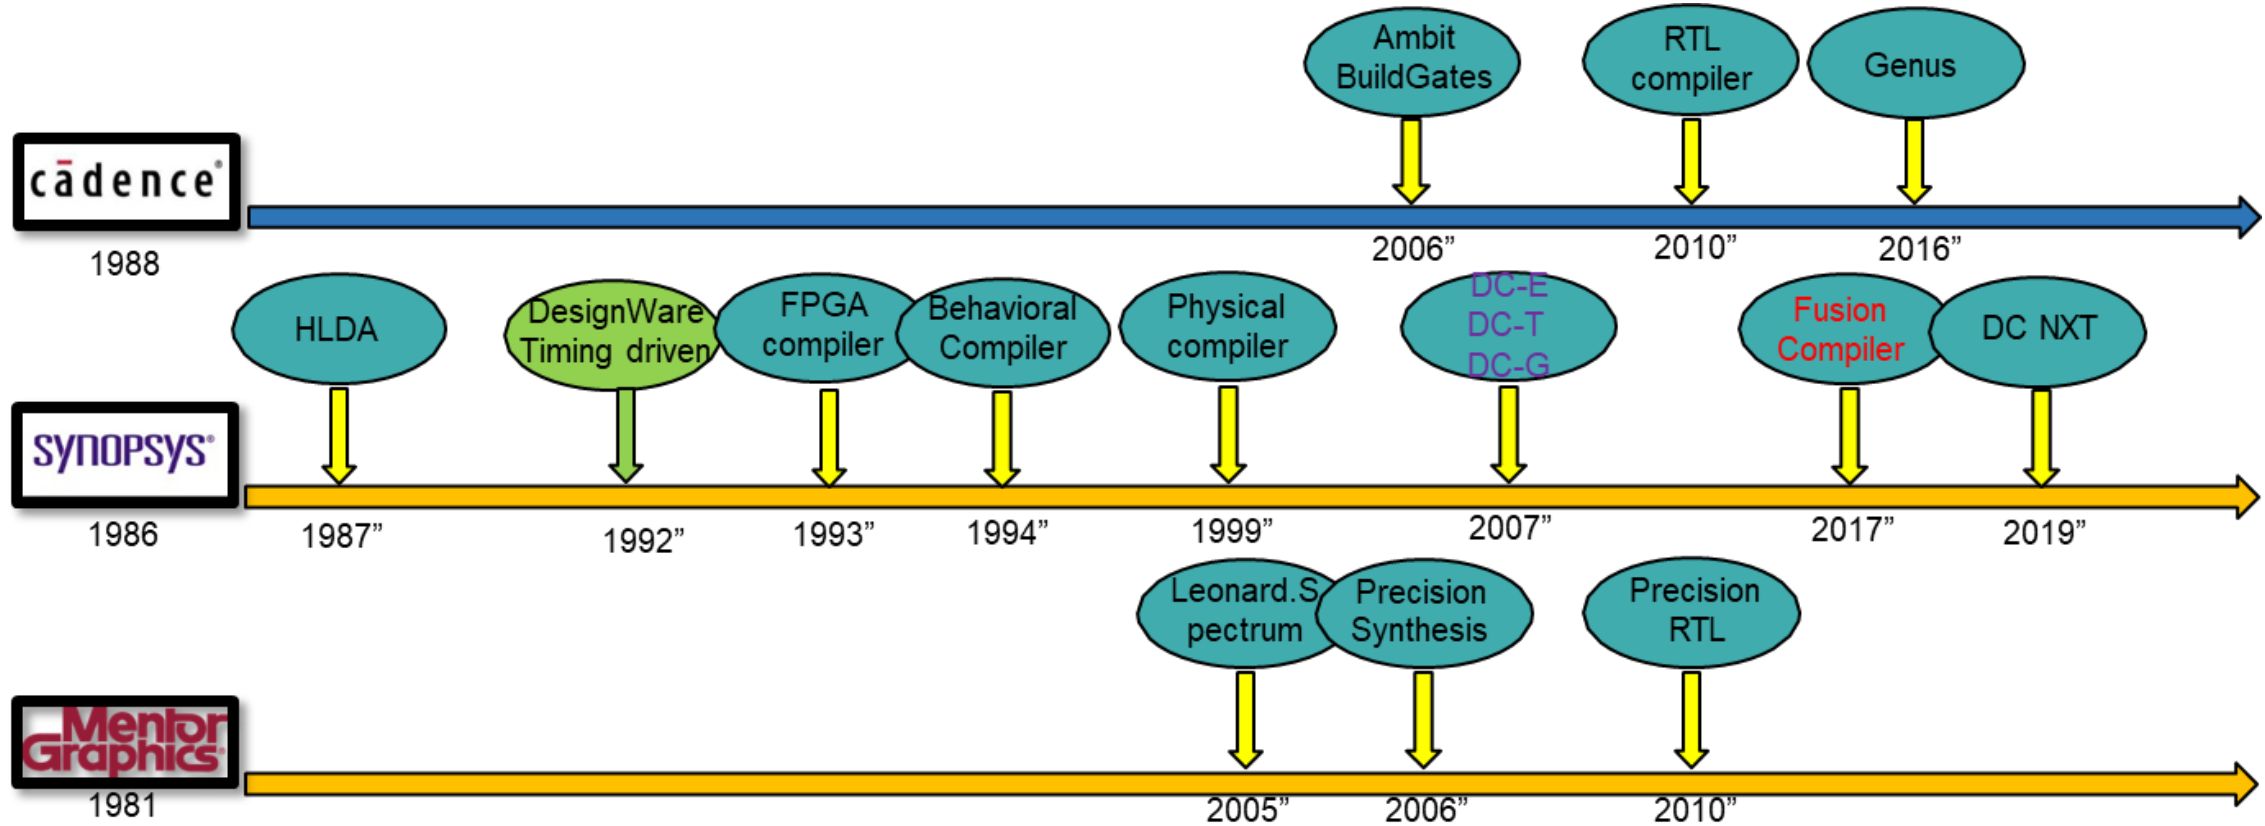 Ambit
BuildGates
RTL
compiler
Genus
cādence®
1988
2006”
2010”
2016”
HLDA
DesignWare
Timing driven
FPGA
compiler
Behavioral
Compiler
Physical
compiler
DC-E
DC-T
DC-G
Fusion
Compiler
DC NXT
SYNOPSYS®
1986
1987”
1992”
1993”
1994”
1999”
2007”
2017”
2019”
Leonard.S
pectrum
Precision
Synthesis
Precision
RTL
Mentor
Graphics®
1981
2005”
2006”
2010”